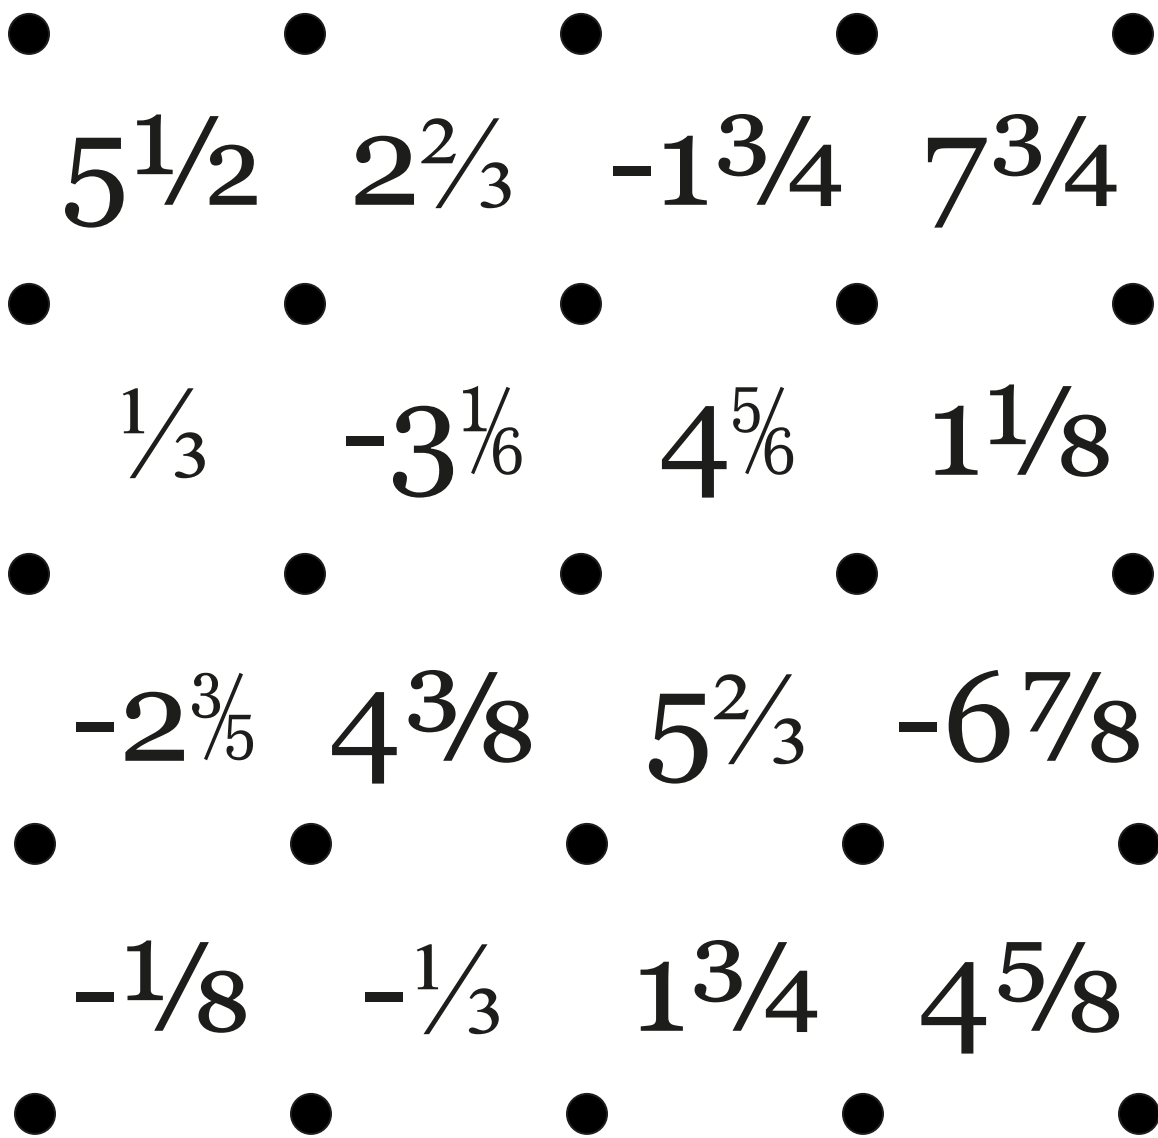 5½ 2⅔ -1¾ 7¾
⅓ -3⅙ 4⅚ 1⅛
-2⅗ 4⅜ 5⅔ -6⅞
-⅛ -⅓ 1¾ 4⅝